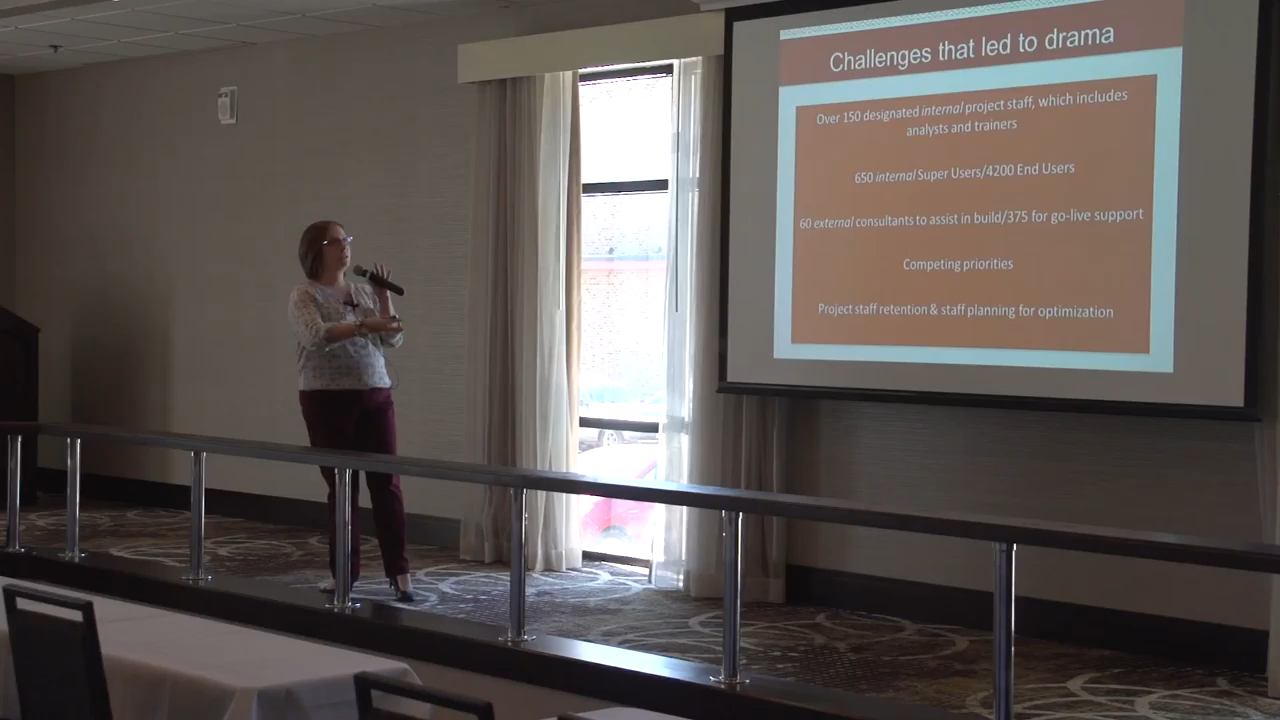 Challenges that led to drama
Over 150 designated internal project staff, which includes
analysts and trainers
650 internal Super Users/4200 End Users
60 external consultants to assist in build/375 for go-live support
Competing priorities
Project staff retention & staff planning for optimization